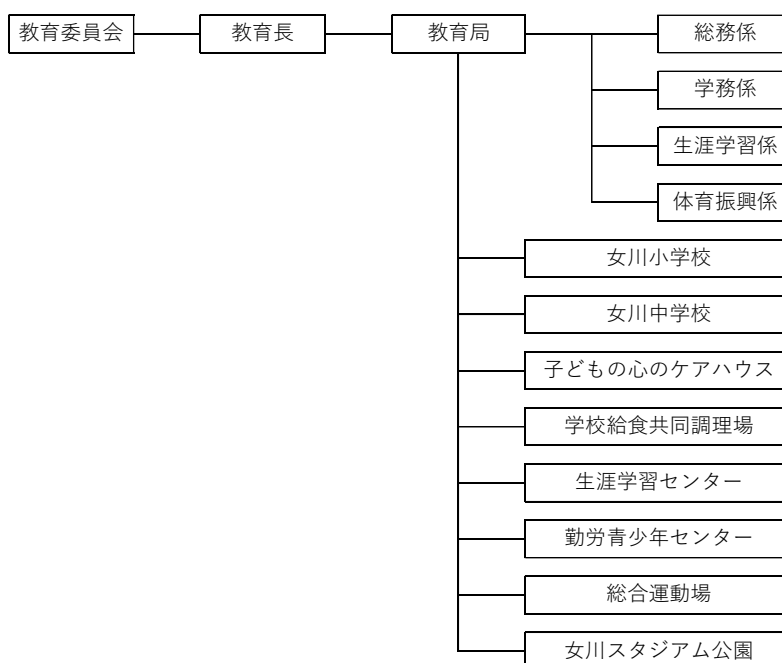 教育委員会
教育長
教育局
総務係
学務係
生涯学習係
体育振興係
女川小学校
女川中学校
子どもの心のケアハウス
学校給食共同調理場
生涯学習センター
勤労青少年センター
総合運動場
女川スタジアム公園